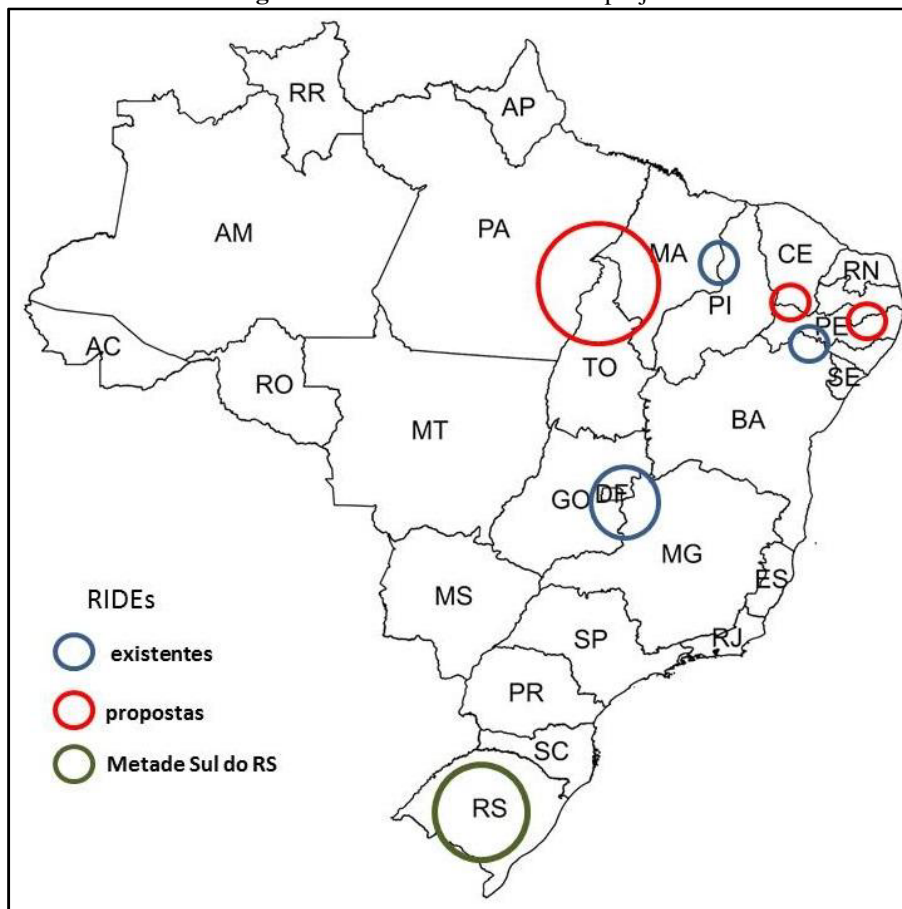 RR
AP
AM
PA
MA
CE
RN
PI
PE
AC
RO
TO
SE
MT
BA
GO
DF
MG
ES
MS
SP
RJ
PR
SC
RS
RIDEs
existentes
propostas
Metade Sul do RS